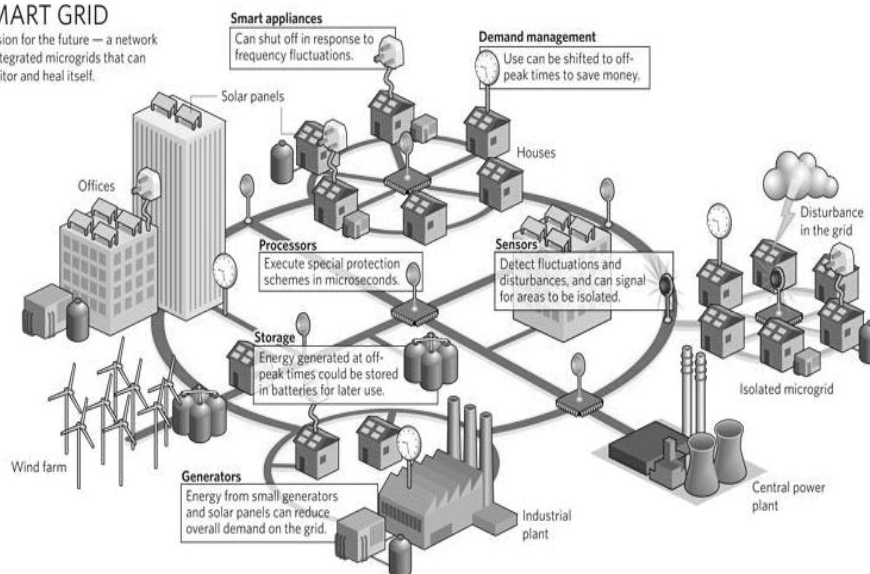 MART GRID
sion for the future — a network
tegrated microgrids that can
itor and heal itself.
Smart appliances
Can shut off in response to
frequency fluctuations.
Demand management
Use can be shifted to off-
peak times to save money.
Solar panels
Houses
Offices
Disturbance
in the grid
Processors
Execute special protection
schemes in microseconds.
Sensors
Detect fluctuations and
disturbances, and can signal
for areas to be isolated.
Storage
Energy generated at off-
peak times could be stored
in batteries for later use.
Isolated microgrid
Wind farm
Generators
Energy from small generators
and solar panels can reduce
overall demand on the grid.
Industrial
plant
Central power
plant